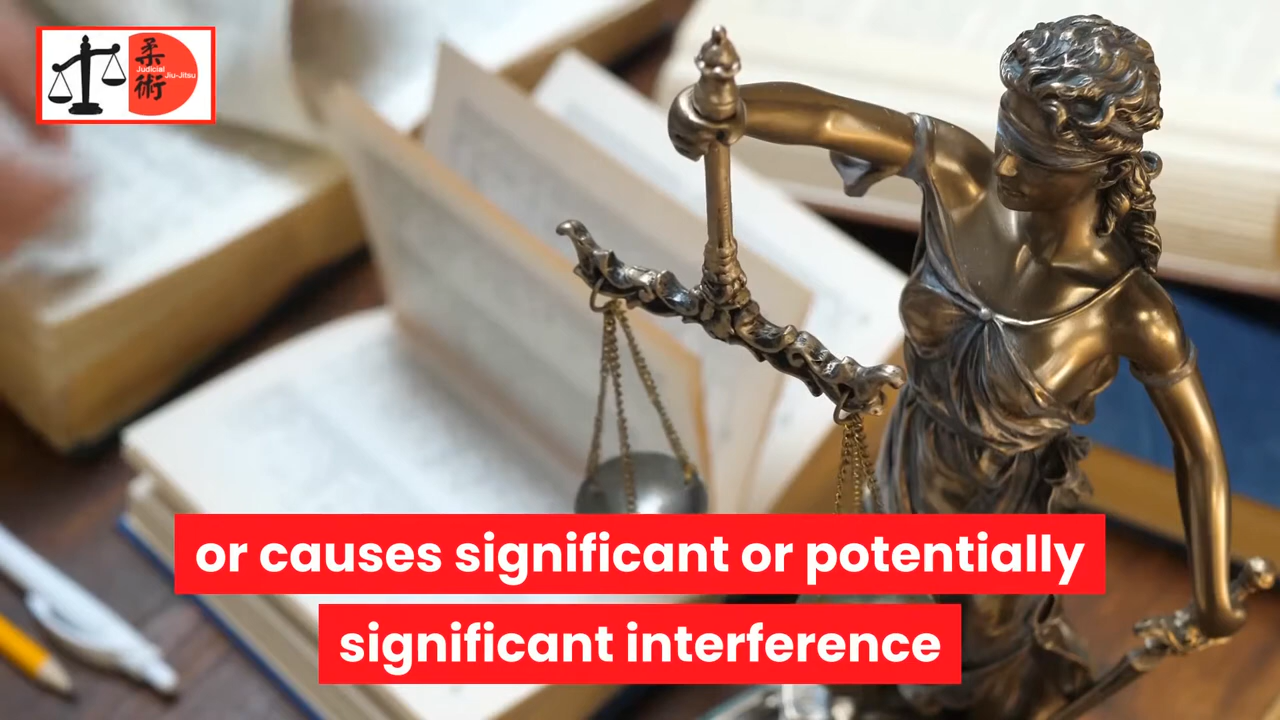 柔
Judicial
Jiu-Jitsu
術
or causes significant or potentially
significant interference